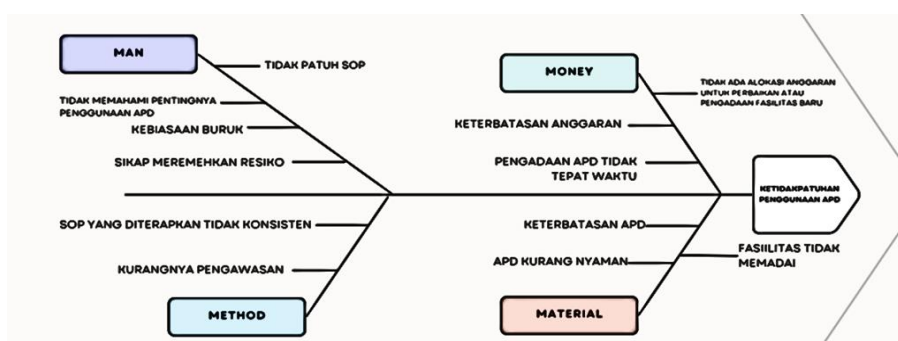 MAN
TIDAK PATUH SOP
TIDAK MEMAHAMI PENTINGNYA
PENGGUNAAN APD
KEBIASAAN BURUK
SIKAP MEREMEHKAN RESIKO
MONEY
TIDAK ADA ALOKASI ANGGARAN
UNTUK PERBAIKAN ATAU
PENGADAAN FASILITAS BARU
KETERBATASAN ANGGARAN
PENGADAAN APD TIDAK
TEPAT WAKTU
KETIDAKPATUHAN
PENGGUNAAN APD
SOP YANG DITERAPKAN TIDAK KONSISTEN
KURANGNYA PENGAWASAN
METHOD
KETERBATASAN APD
APD KURANG NYAMAN
FASIILITAS TIDAK
MEMADAI
MATERIAL